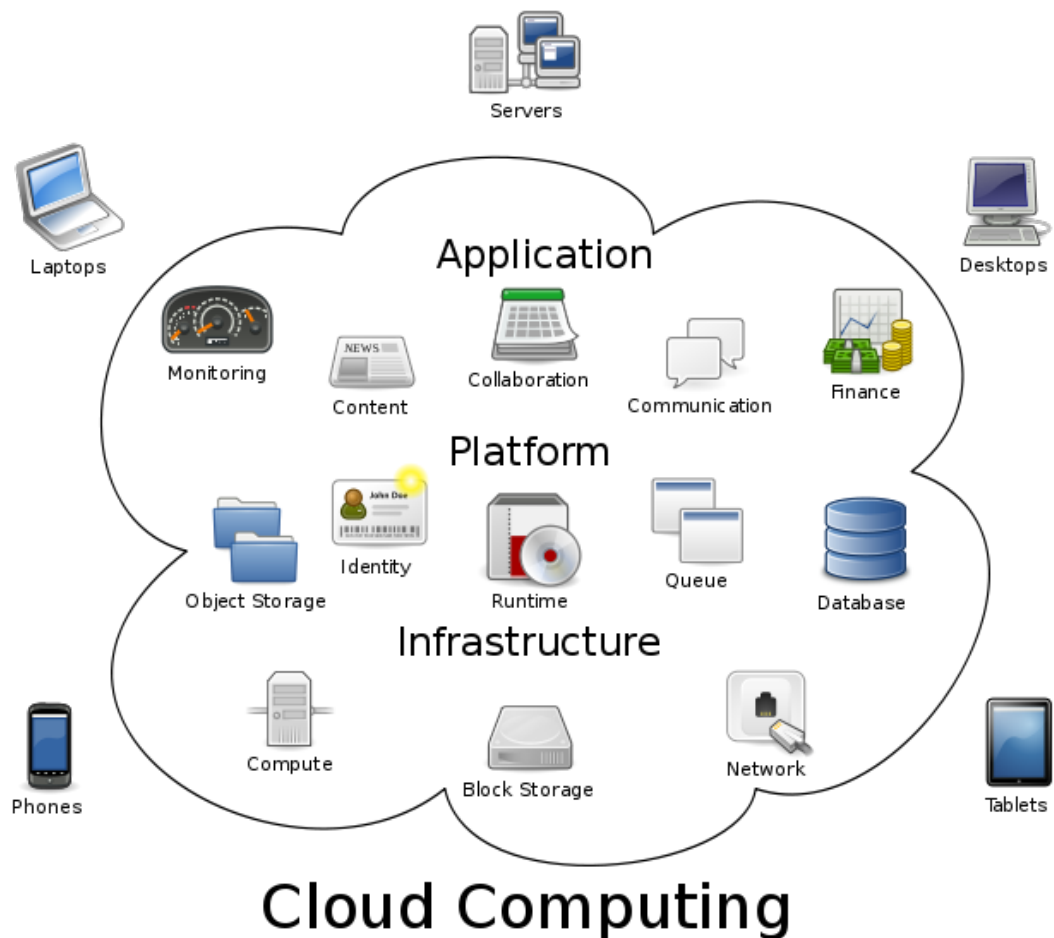 Servers
Laptops
Desktops
Application
Monitoring
NEWS
Content
Collaboration
Communication
Finance
Platform
Object Storage
John Doe
Identity
Runtime
Queue
Database
Infrastructure
Compute
Block Storage
Network
Phones
Tablets
Cloud Computing